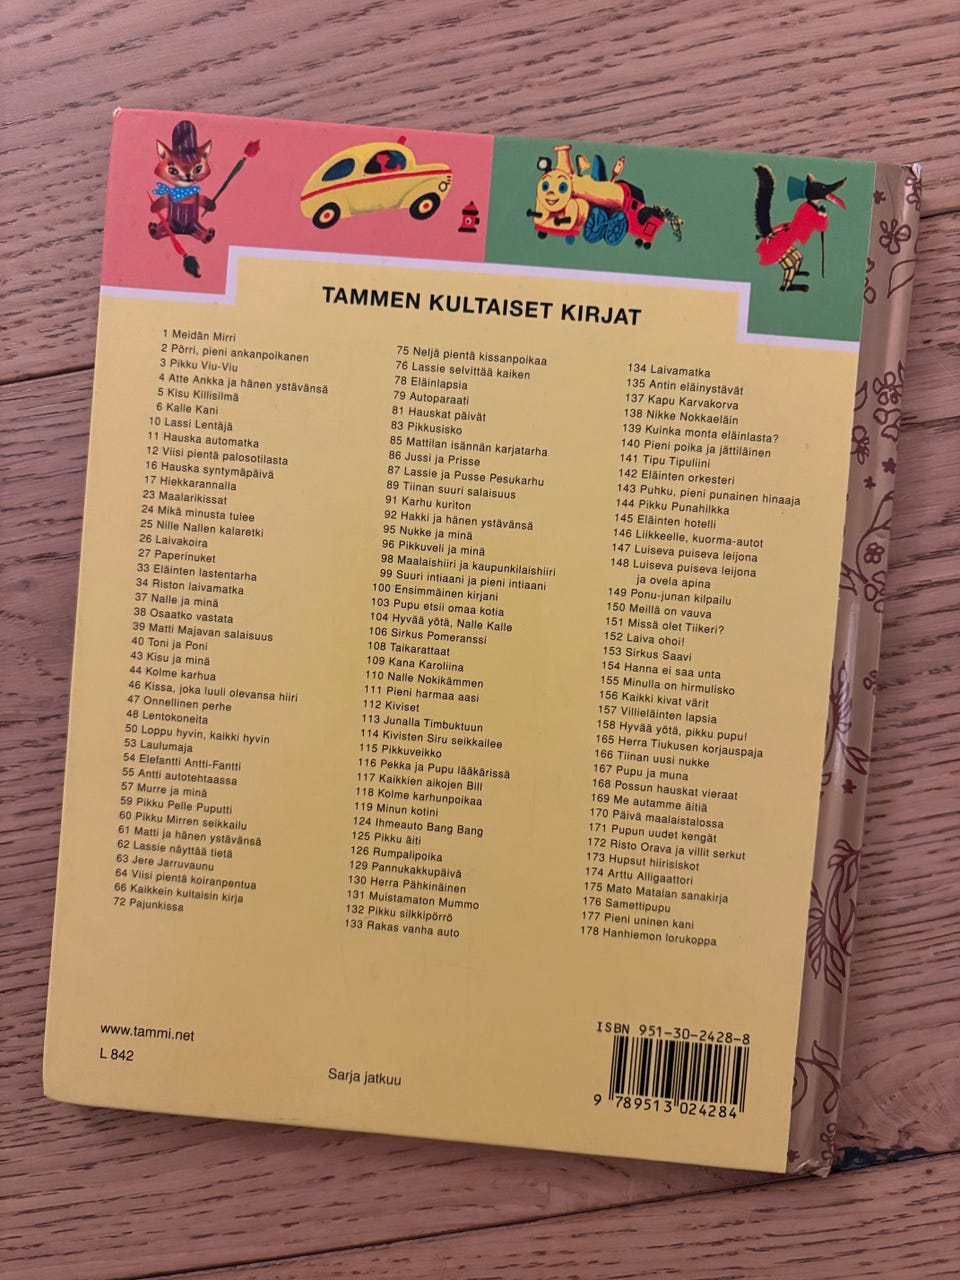 TAMMEN KULTAISET KIRJAT
1 Meidän Mirri
2 Pörri, pieni ankanpoikanen
3 Pikku Viu-Viu
4 Atte Ankka ja hänen ystävänsä
5 Kisu Killisilmä
6 Kalle Kani
10 Lassi Lentäjä
11 Hauska automatka
12 Viisi pientä palosotilasta
16 Hauska syntymäpäivä
17 Hiekkarannalla
23 Maalarikissat
24 Mikä minusta tulee
25 Nille Nallen kalaretki
26 Laivakoira
27 Paperinuket
33 Eläinten lastentarha
34 Riston laivamatka
37 Nalle ja minä
38 Osaatko vastata
39 Matti Majavan salaisuus
40 Toni ja Poni
43 Kisu ja minä
44 Kolme karhua
46 Kissa, joka luuli olevansa hiiri
47 Onnellinen perhe
48 Lentokoneita
50 Loppu hyvin, kaikki hyvin
53 Laulumaja
54 Elefantti Antti-Fantti
55 Antti autotehtaassa
57 Murre ja minä
59 Pikku Pelle Puputti
60 Pikku Mirren seikkailu
61 Matti ja hänen ystävänsä
62 Lassie näyttää tietä
63 Jere Jarruvaunu
64 Viisi pientä koiranpentua
66 Kaikkein kultaisin kirja
72 Pajunkissa
75 Neljä pientä kissanpoikaa
76 Lassie selvittää kaiken
78 Eläinlapsia
79 Autoparaati
81 Hauskat päivät
83 Pikkusisko
85 Mattilan isännän karjatarha
86 Jussi ja Prisse
87 Lassie ja Pusse Pesukarhu
89 Tiinan suuri salaisuus
91 Karhu kuriton
92 Hakki ja hänen ystävänsä
95 Nukke ja minä
96 Pikkuveli ja minä
98 Maalaishiiri ja kaupunkilaishiiri
99 Suuri intiaani ja pieni intiaani
100 Ensimmäinen kirjani
103 Pupu etsii omaa kotia
104 Hyvää yötä, Nalle Kalle
106 Sirkus Pomeranssi
108 Taikarattaat
109 Kana Karoliina
110 Nalle Nokikämmen
111 Pieni harmaa aasi
112 Kiviset
113 Junalla Timbuktuun
114 Kivisten Siru seikkailee
115 Pikkuveikko
116 Pekka ja Pupu lääkärissä
117 Kaikkien aikojen Bill
118 Kolme karhunpoikaa
119 Minun kotini
124 Ihmeauto Bang Bang
125 Pikku äiti
126 Rumpalipoika
129 Pannukakkupäivä
130 Herra Pähkinäinen
131 Muistamaton Mummo
132 Pikku silkkipörrö
133 Rakas vanha auto
134 Laivamatka
135 Antin eläinystävät
137 Kapu Karvakorva
138 Nikke Nokkaeläin
139 Kuinka monta eläinlasta?
140 Pieni poika ja jättiläinen
141 Tipu Tipuliini
142 Eläinten orkesteri
143 Puhku, pieni punainen hinaaja
144 Pikku Punahilkka
145 Eläinten hotelli
146 Liikkeelle, kuorma-autot
147 Luiseva puiseva leijona
148 Luiseva puiseva leijona
ja ovela apina
149 Ponu-junan kilpailu
150 Meillä on vauva
151 Missä olet Tiikeri?
152 Laiva ohoi!
153 Sirkus Saavi
154 Hanna ei saa unta
155 Minulla on hirmulisko
156 Kaikki kivat värit
157 Villieläinten lapsia
158 Hyvää yötä, pikku pupu!
165 Herra Tiukusen korjauspaja
166 Tiinan uusi nukke
167 Pupu ja muna
168 Possun hauskat vieraat
169 Me autamme äitiä
170 Päivä maalaistalossa
171 Pupun uudet kengät
172 Risto Orava ja villit serkut
173 Hupsut hiirisiskot
174 Arttu Alligaattori
175 Mato Matalan sanakirja
176 Samettipupu
177 Pieni uninen kani
178 Hanhiemon lorukoppa
www.tammi.net
L 842
Sarja jatkuu
ISBN 951-30-2428-8
9 789513 024284